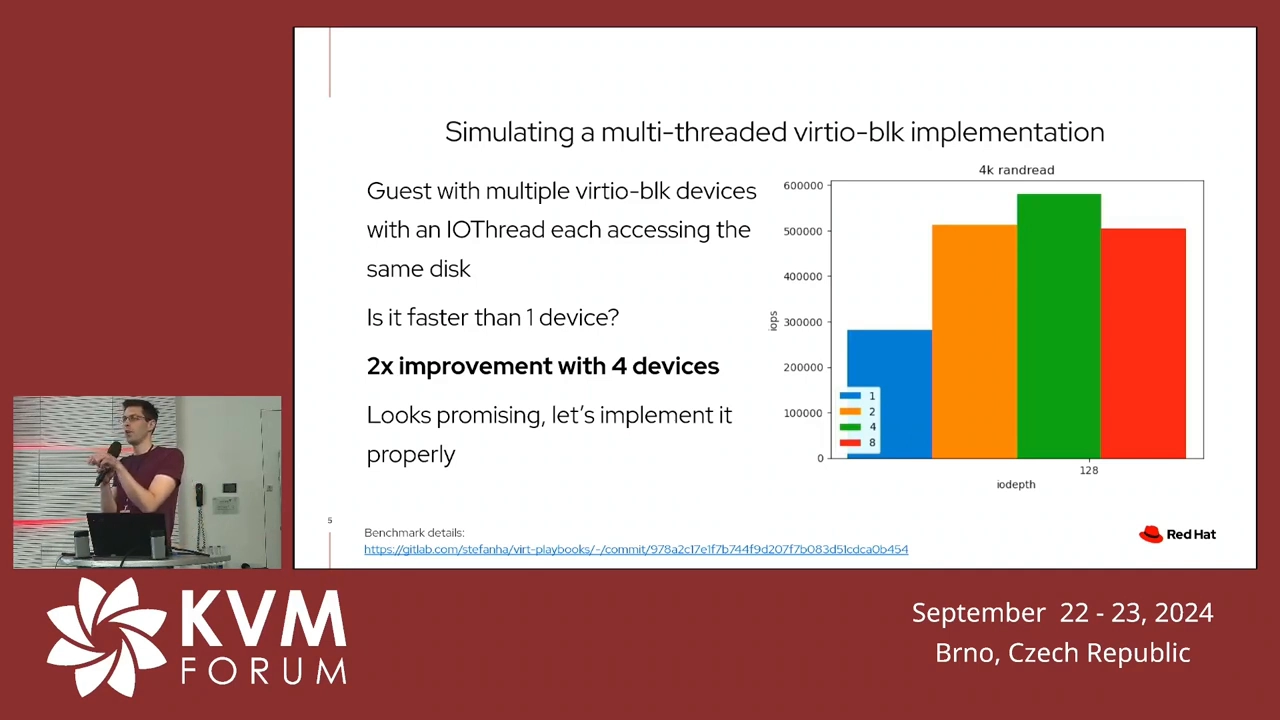 Simulating a multi-threaded virtio-blk implementation
Guest with multiple virtio-blk devices
with an IOThread each accessing the
same disk
Is it faster than 1 device?
2x improvement with 4 devices
Looks promising, let's implement it
properly
4k randread
600000
500000
400000
300000
200000
100000
0
iops
1
2
4
8
128
iodepth
5
Benchmark details:
https://gitlab.com/stefanha/virt-playbooks/-/commit/978a2c17e1f7b744f9d207f7b083d51cdca0b454
Red Hat
KVM
FORUM
September 22 - 23, 2024
Brno, Czech Republic